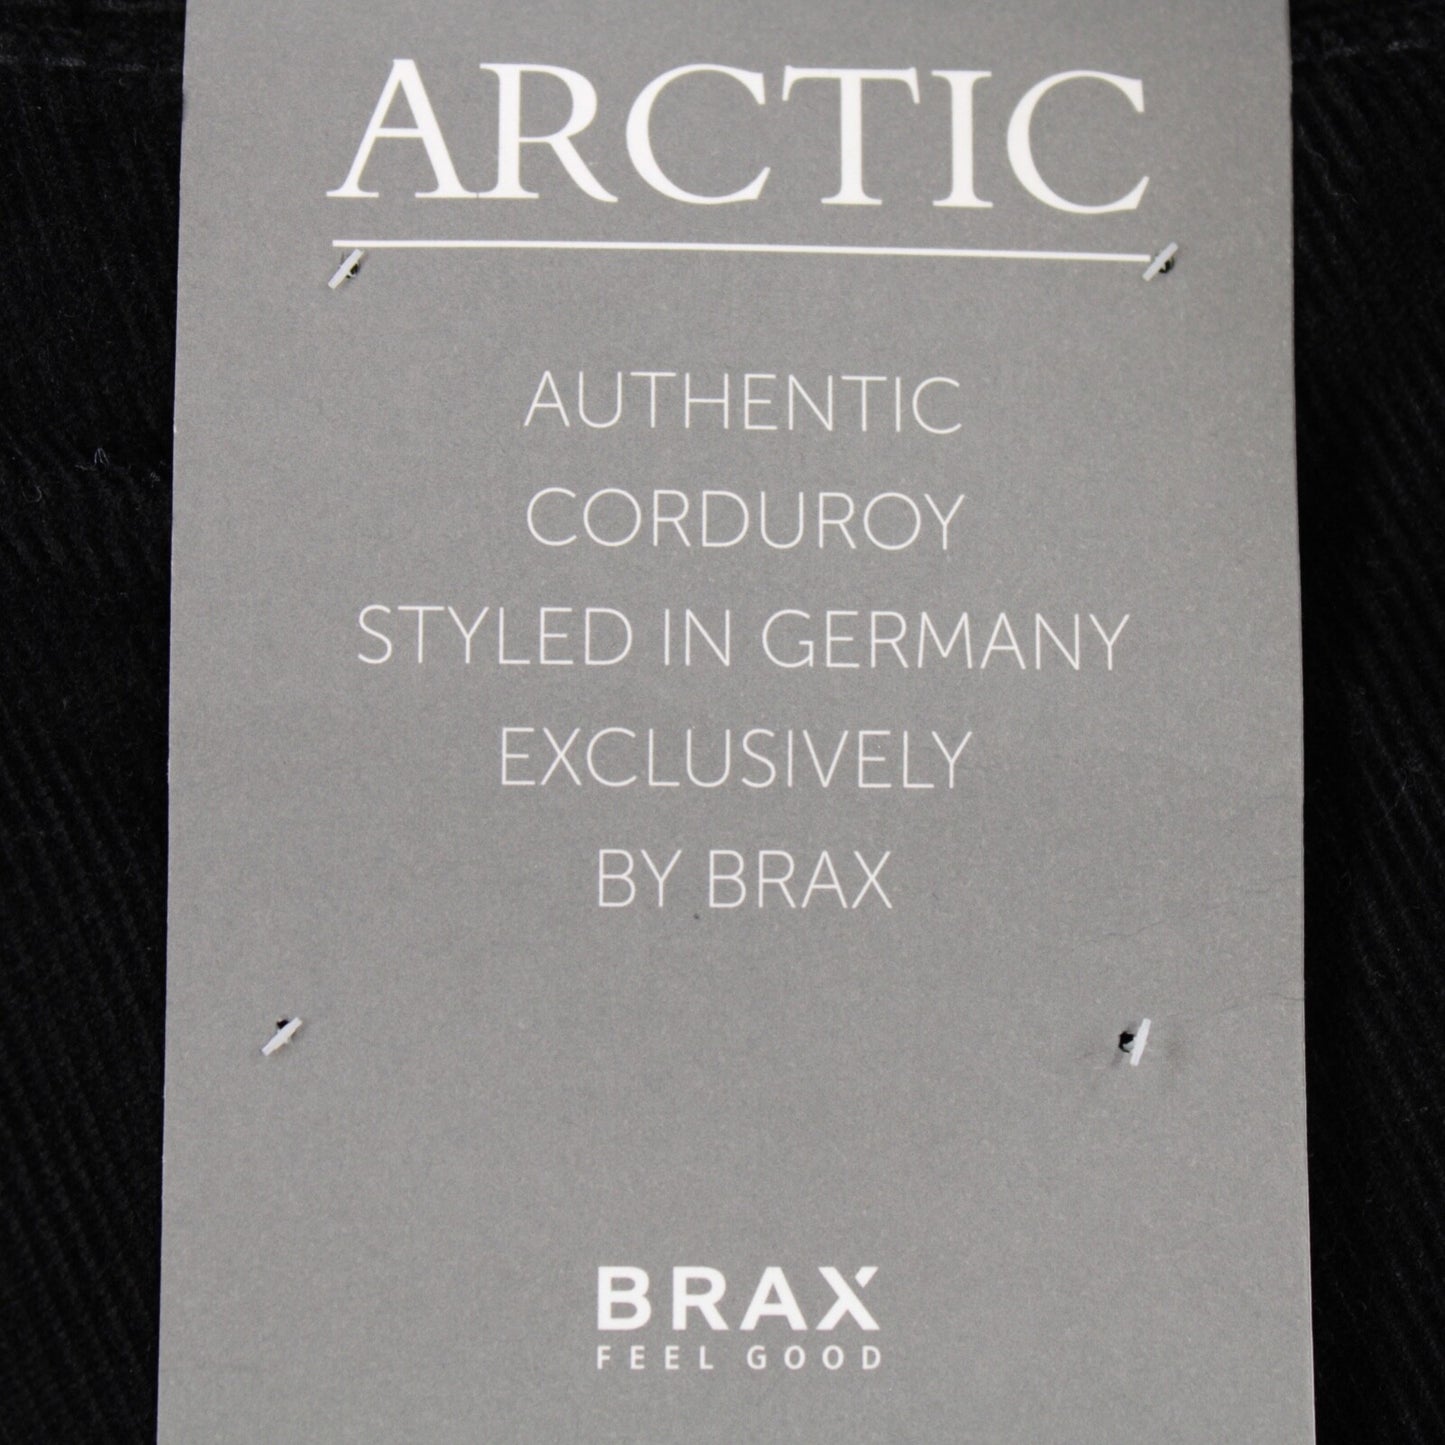 ARCTIC
AUTHENTIC
CORDUROY
STYLED IN GERMANY
EXCLUSIVELY
BY BRAX
BRAX
FEEL GOOD